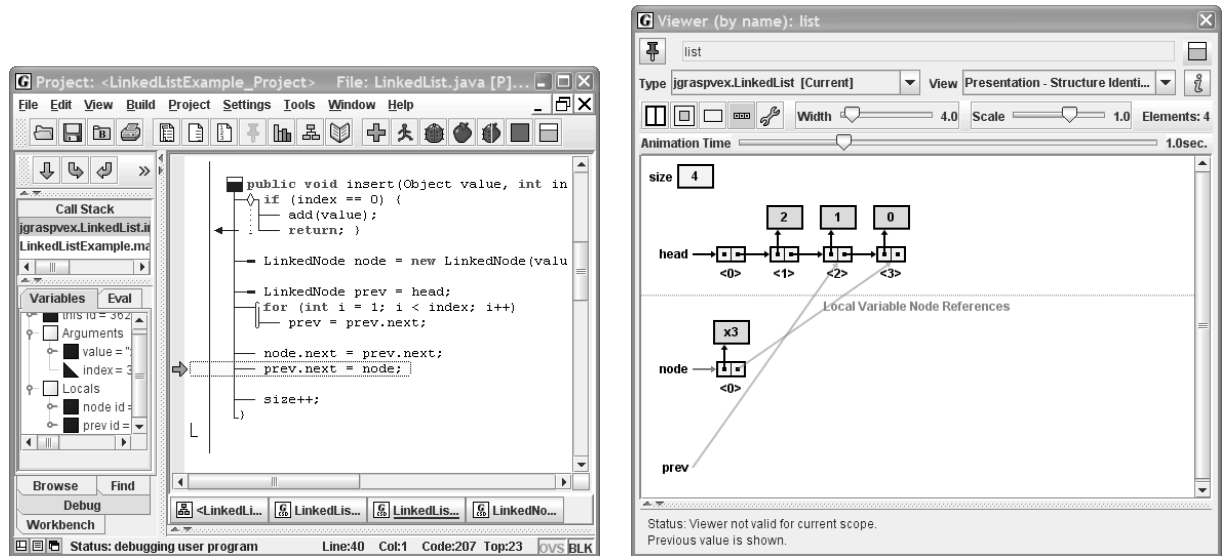 Project: <LinkedListExample_Project> File: LinkedList.java [P]...
File Edit View Build Project Settings Tools Window Help
Call Stack
jgraspvex.LinkedList.in
LinkedListExample.ma
Variables Eval
this id = 362
Arguments
value = "
index = 3
Locals
node id =
prev id =
Browse Find
Debug
Workbench
public void insert(Object value, int in
if (index == 0) {
add(value);
return; }
LinkedNode node = new LinkedNode(valu
LinkedNode prev = head;
for (int i = 1; i < index; i++)
prev = prev.next;
node.next = prev.next;
prev.next = node;
size++;
}
<LinkedLi... LinkedLis... LinkedLis... LinkedNo...
Status: debugging user program Line:40 Col:1 Code:207 Top:23 OVS BLK
Viewer (by name): list
list
Type jgraspvex.LinkedList [Current] View Presentation - Structure Identi...
Width 4.0 Scale 1.0 Elements: 4
Animation Time 1.0sec.
size 4
2 1 0
head
<0> <1> <2> <3>
Local Variable Node References
x3
node
<0>
prev
Status: Viewer not valid for current scope.
Previous value is shown.